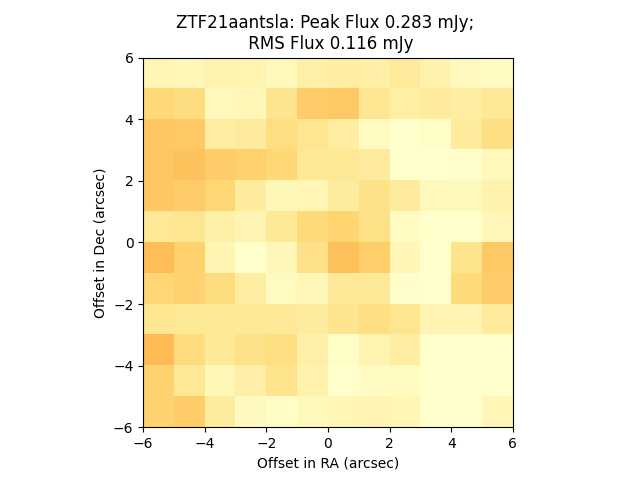 ZTF21aantsla: Peak Flux 0.283 mJy;
RMS Flux 0.116 mJy
6
4
2
0
−2
−4
−6
Offset in Dec (arcsec)
−6 −4 −2 0 2 4 6
Offset in RA (arcsec)